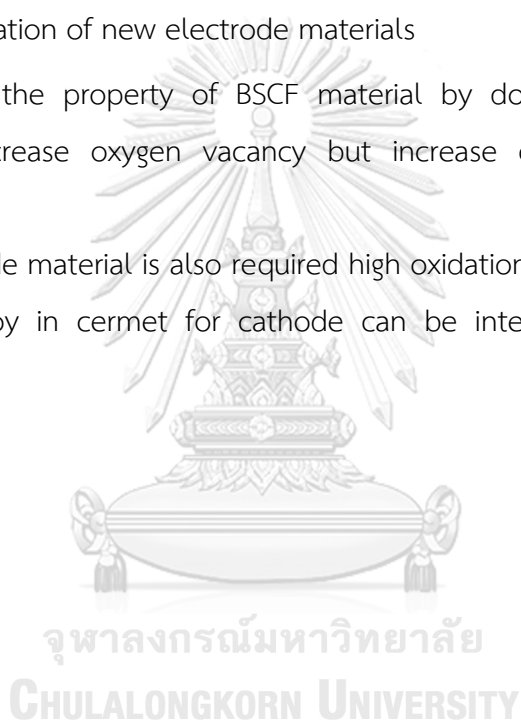 ation of new electrode materials
the property of BSCF material by do
crease oxygen vacancy but increase
de material is also required high oxidation
oy in cermet for cathode can be inte
จุฬาลงกรณ์มหาวิทยาลัย
CHULALONGKORN UNIVERSITY